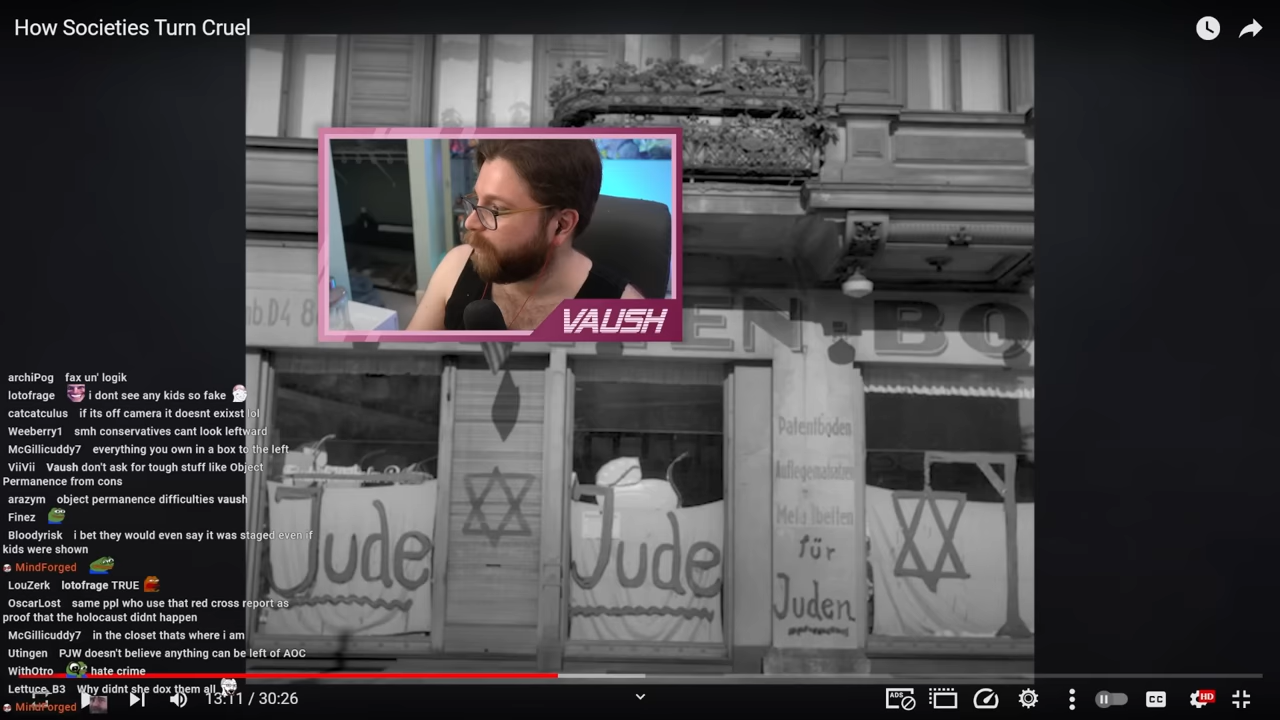 How Societies Turn Cruel
VAUSH
EN-BO
archiPog fax un' logik
lotofrage i dont see any kids so fake
catcatculus if its off camera it doesnt exixst lol
Weeberry1 smh conservatives cant look leftward
McGillicuddy7 everything you own in a box to the left
ViiVii Vaush don't ask for tough stuff like Object
Permanence from cons
arazym object permanence difficulties vaush
Finez
Bloodyrisk i bet they would even say it was staged even if
kids were shown
MindForged
LouZerk lotofrage TRUE
OscarLost same ppl who use that red cross report as
proof that the holocaust didnt happen
McGillicuddy7 in the closet thats where i am
Utingen PJW doesn't believe anything can be left of AOC
WithOtro hate crime
Lettuce_B3 Why didnt she dox them all
MindForged
Jude
Jude
für
Juden
13:11 / 30:26
ADS
CC
HD